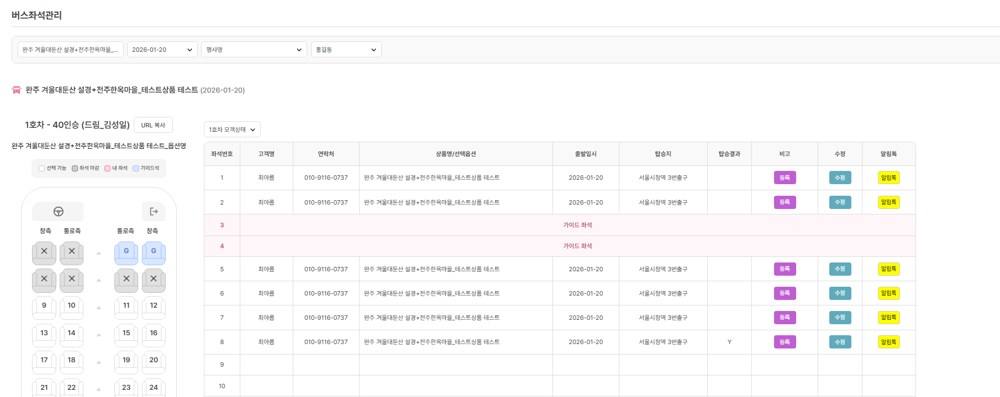 버스좌석관리
완주 겨울대둔산 설경+전주한옥마을_... 2026-01-20 행사명 홍길동
완주 겨울대둔산 설경+전주한옥마을_테스트상품 테스트 (2026-01-20)
1호차 - 40인승 (드림_김성일) URL 복사
완주 겨울대둔산 설경+전주한옥마을_테스트상품 테스트_옵션명
선택 가능 좌석 마감 내 좌석 가이드석
창측 통로측 통로측 창측
G G
9 10 11 12
13 14 15 16
17 18 19 20
21 22 23 24
1호차 모객상태
좌석번호 고객명 연락처 상품명/선택옵션 출발일시 탑승지 탑승결과 비고 수정 알림톡
1 최아름 010-9116-0737 완주 겨울대둔산 설경+전주한옥마을_테스트상품 테스트 2026-01-20 서울시청역 3번출구 등록 수정 알림톡
2 최아름 010-9116-0737 완주 겨울대둔산 설경+전주한옥마을_테스트상품 테스트 2026-01-20 서울시청역 3번출구 등록 수정 알림톡
3 가이드 좌석
4 가이드 좌석
5 최아름 010-9116-0737 완주 겨울대둔산 설경+전주한옥마을_테스트상품 테스트 2026-01-20 서울시청역 3번출구 등록 수정 알림톡
6 최아름 010-9116-0737 완주 겨울대둔산 설경+전주한옥마을_테스트상품 테스트 2026-01-20 서울시청역 3번출구 등록 수정 알림톡
7 최아름 010-9116-0737 완주 겨울대둔산 설경+전주한옥마을_테스트상품 테스트 2026-01-20 서울시청역 3번출구 등록 수정 알림톡
8 최아름 010-9116-0737 완주 겨울대둔산 설경+전주한옥마을_테스트상품 테스트 2026-01-20 서울시청역 3번출구 Y 등록 수정 알림톡
9
10